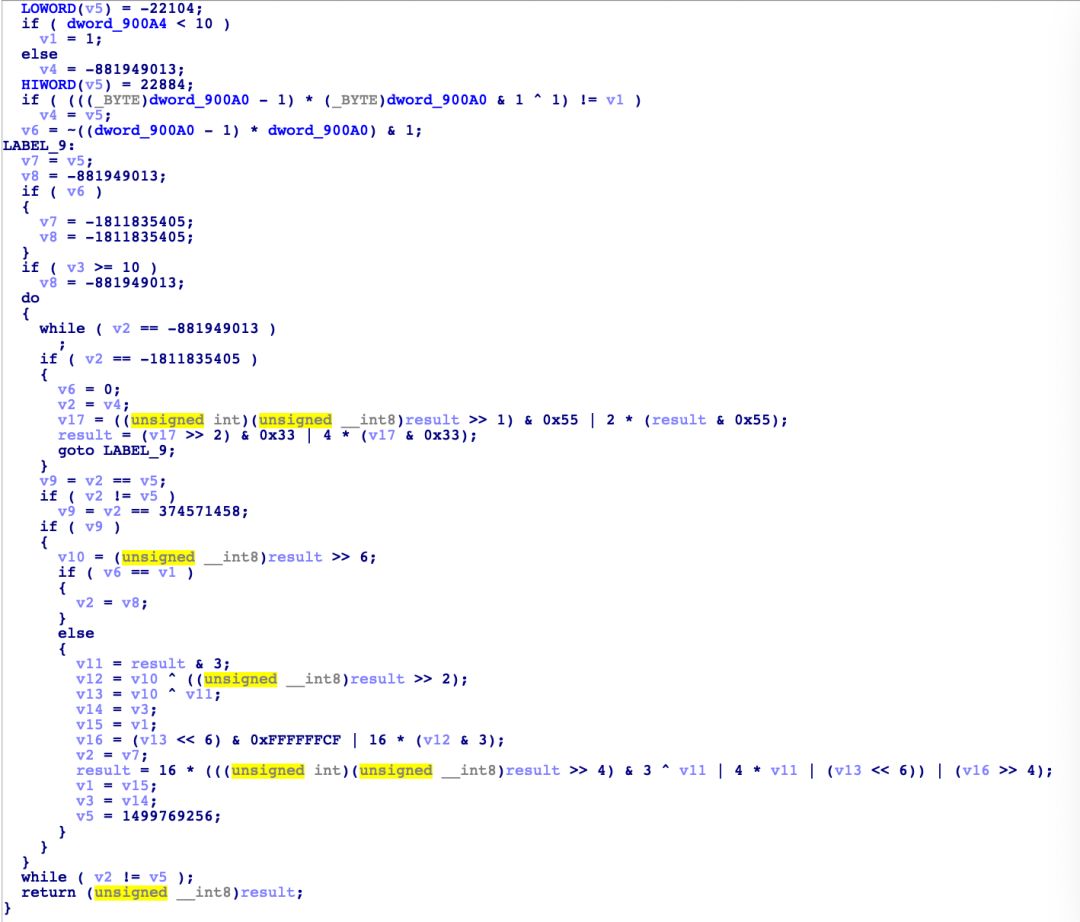 LOWORD(v5) = -22104;
if ( dword_900A4 < 10 )
v1 = 1;
else
v4 = -881949013;
HIWORD(v5) = 22884;
if ( (((_BYTE)dword_900A0 - 1) * (_BYTE)dword_900A0 & 1 ^ 1) != v1 )
v4 = v5;
v6 = ~((dword_900A0 - 1) * dword_900A0) & 1;
LABEL_9:
v7 = v5;
v8 = -881949013;
if ( v6 )
{
v7 = -1811835405;
v8 = -1811835405;
}
if ( v3 >= 10 )
v8 = -881949013;
do
{
while ( v2 == -881949013 )
;
if ( v2 == -1811835405 )
{
v6 = 0;
v2 = v4;
v17 = ((unsigned int)(unsigned __int8)result >> 1) & 0x55 | 2 * (result & 0x55);
result = (v17 >> 2) & 0x33 | 4 * (v17 & 0x33);
goto LABEL_9;
}
v9 = v2 == v5;
if ( v2 != v5 )
v9 = v2 == 374571458;
if ( v9 )
{
v10 = (unsigned __int8)result >> 6;
if ( v6 == v1 )
{
v2 = v8;
}
else
{
v11 = result & 3;
v12 = v10 ^ ((unsigned __int8)result >> 2);
v13 = v10 ^ v11;
v14 = v3;
v15 = v1;
v16 = (v13 << 6) & 0xFFFFFFCF | 16 * (v12 & 3);
v2 = v7;
result = 16 * (((unsigned int)(unsigned __int8)result >> 4) & 3 ^ v11 | 4 * v11 | (v13 << 6)) | (v16 >> 4);
v1 = v15;
v3 = v14;
v5 = 1499769256;
}
}
}
while ( v2 != v5 );
return (unsigned __int8)result;
}